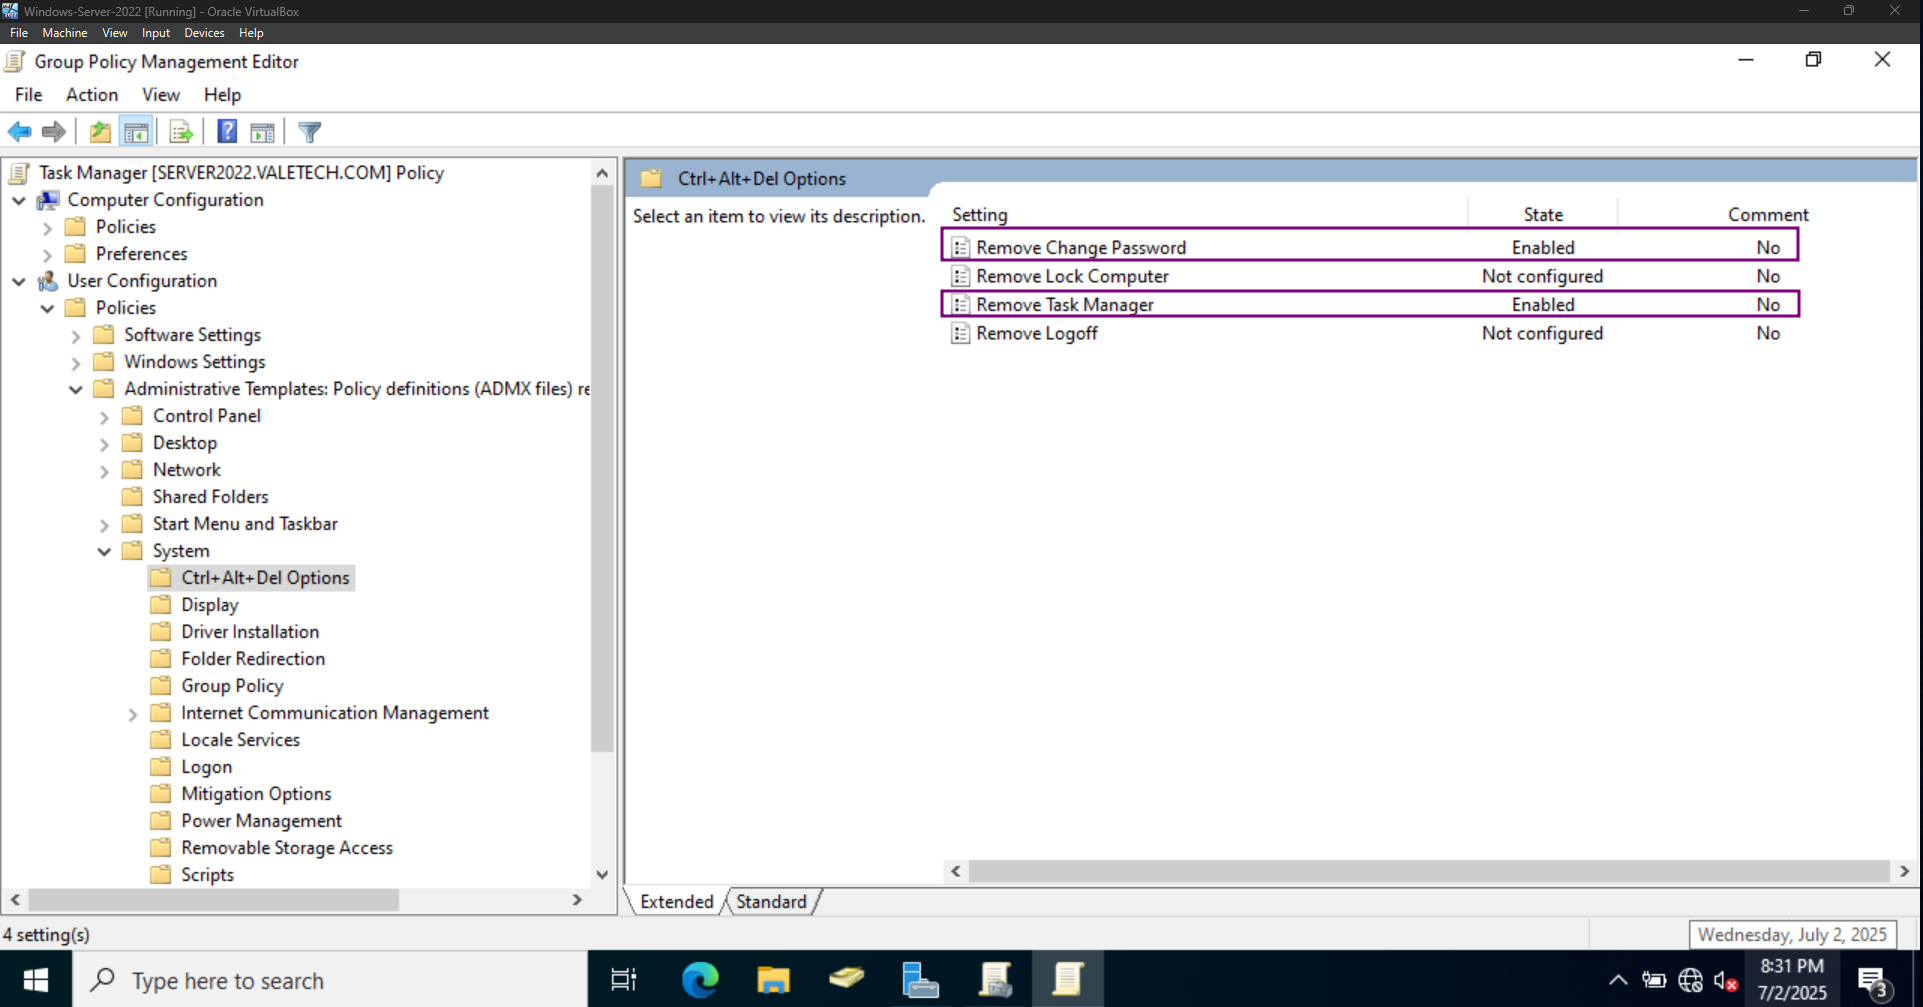 Windows-Server-2022 [Running] - Oracle VirtualBox
File Machine View Input Devices Help
Group Policy Management Editor
File Action View Help
Task Manager [SERVER2022.VALETECH.COM] Policy
Computer Configuration
Policies
Preferences
User Configuration
Policies
Software Settings
Windows Settings
Administrative Templates: Policy definitions (ADMX files) re
Control Panel
Desktop
Network
Shared Folders
Start Menu and Taskbar
System
Ctrl+Alt+Del Options
Display
Driver Installation
Folder Redirection
Group Policy
Internet Communication Management
Locale Services
Logon
Mitigation Options
Power Management
Removable Storage Access
Scripts
Ctrl+Alt+Del Options
Select an item to view its description.
Setting State Comment
Remove Change Password Enabled No
Remove Lock Computer Not configured No
Remove Task Manager Enabled No
Remove Logoff Not configured No
Extended Standard
4 setting(s)
Wednesday, July 2, 2025
Type here to search
8:31 PM
7/2/2025
3